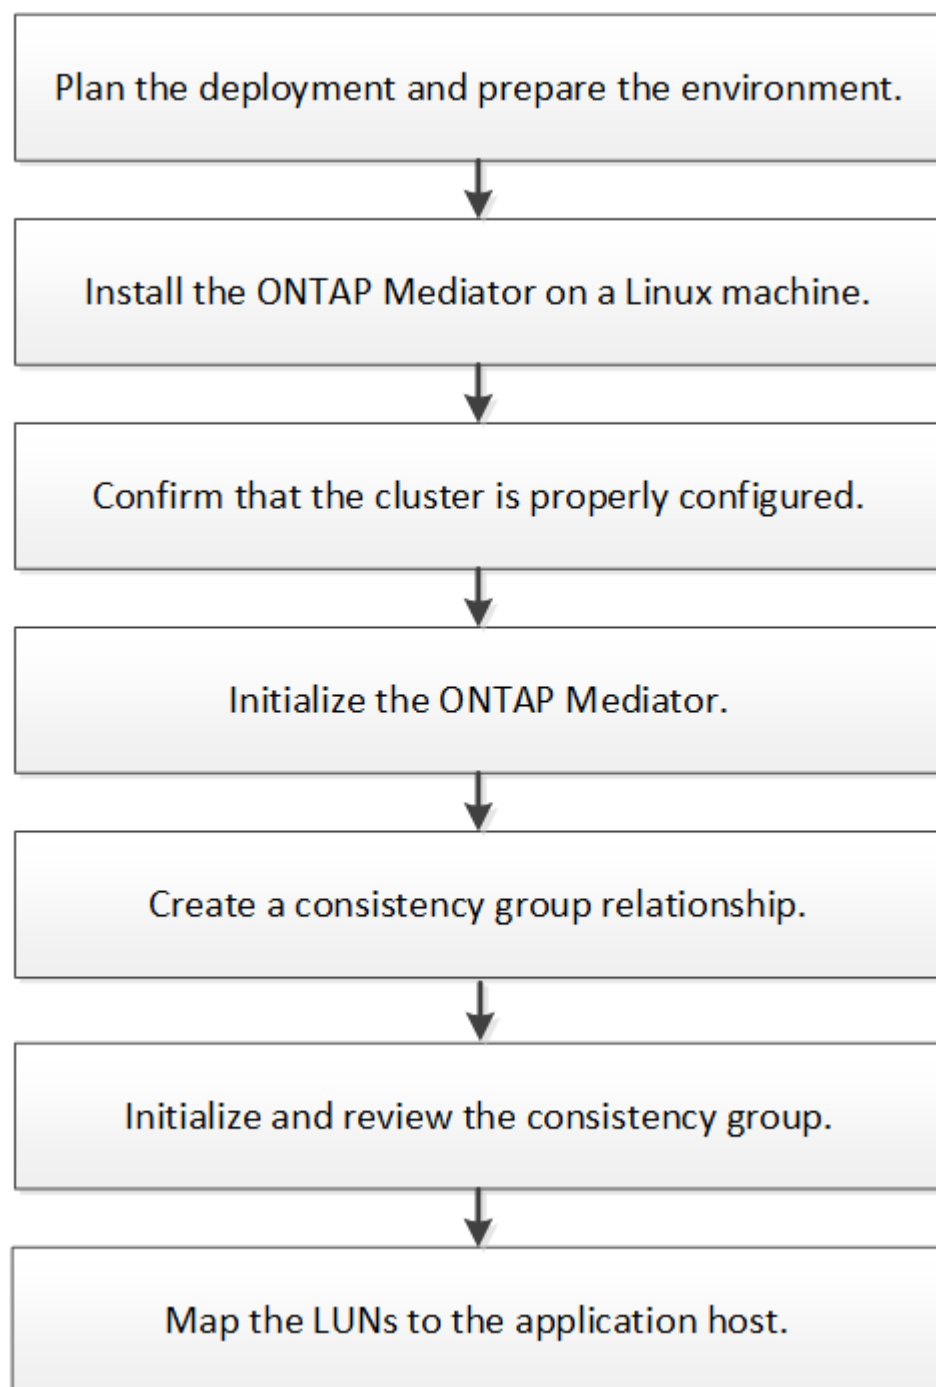 Plan the deployment and prepare the environment.
Install the ONTAP Mediator on a Linux machine.
Confirm that the cluster is properly configured.
Initialize the ONTAP Mediator.
Create a consistency group relationship.
Initialize and review the consistency group.
Map the LUNs to the application host.